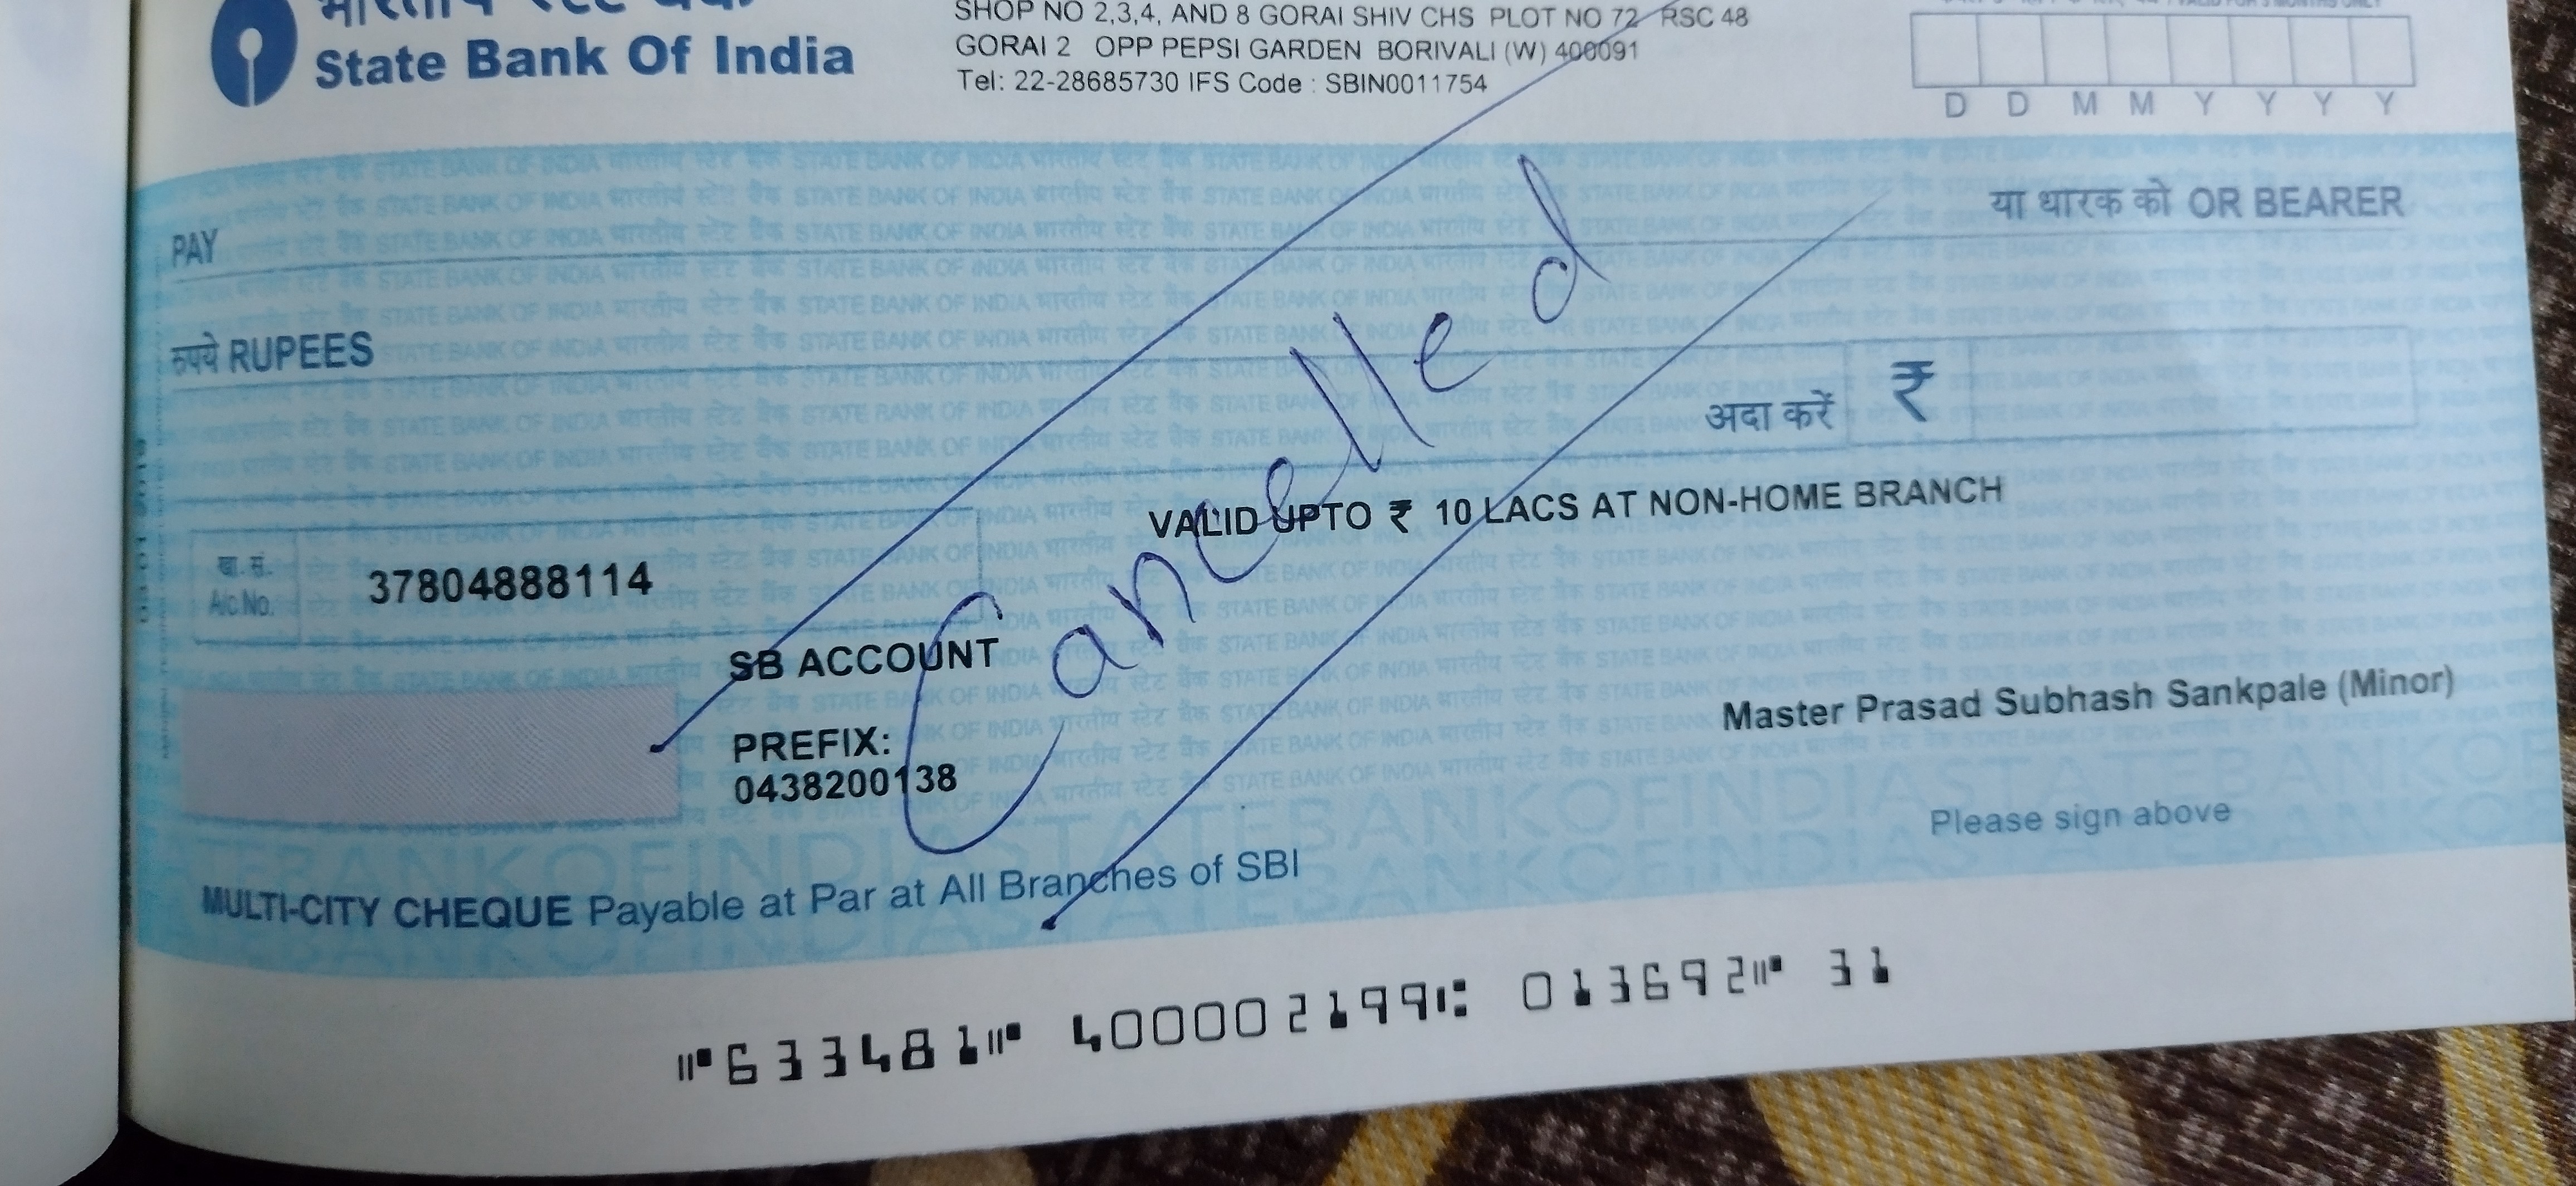 भारतीय स्टेट बैंक
State Bank Of India
SHOP NO 2,3,4, AND 8 GORAI SHIV CHS PLOT NO 72 RSC 48
GORAI 2 OPP PEPSI GARDEN BORIVALI (W) 400091
Tel: 22-28685730 IFS Code : SBIN0011754
D D M M Y Y Y Y
PAY
या धारक को OR BEARER
रुपये RUPEES
अदा करें ₹
Cancelled
VALID UPTO ₹ 10 LACS AT NON-HOME BRANCH
खा. सं.
A/c.No.
37804888114
SB ACCOUNT
PREFIX:
0438200138
Master Prasad Subhash Sankpale (Minor)
Please sign above
MULTI-CITY CHEQUE Payable at Par at All Branches of SBI
⑈633481⑈ 400002199⑆ 013692⑈ 31